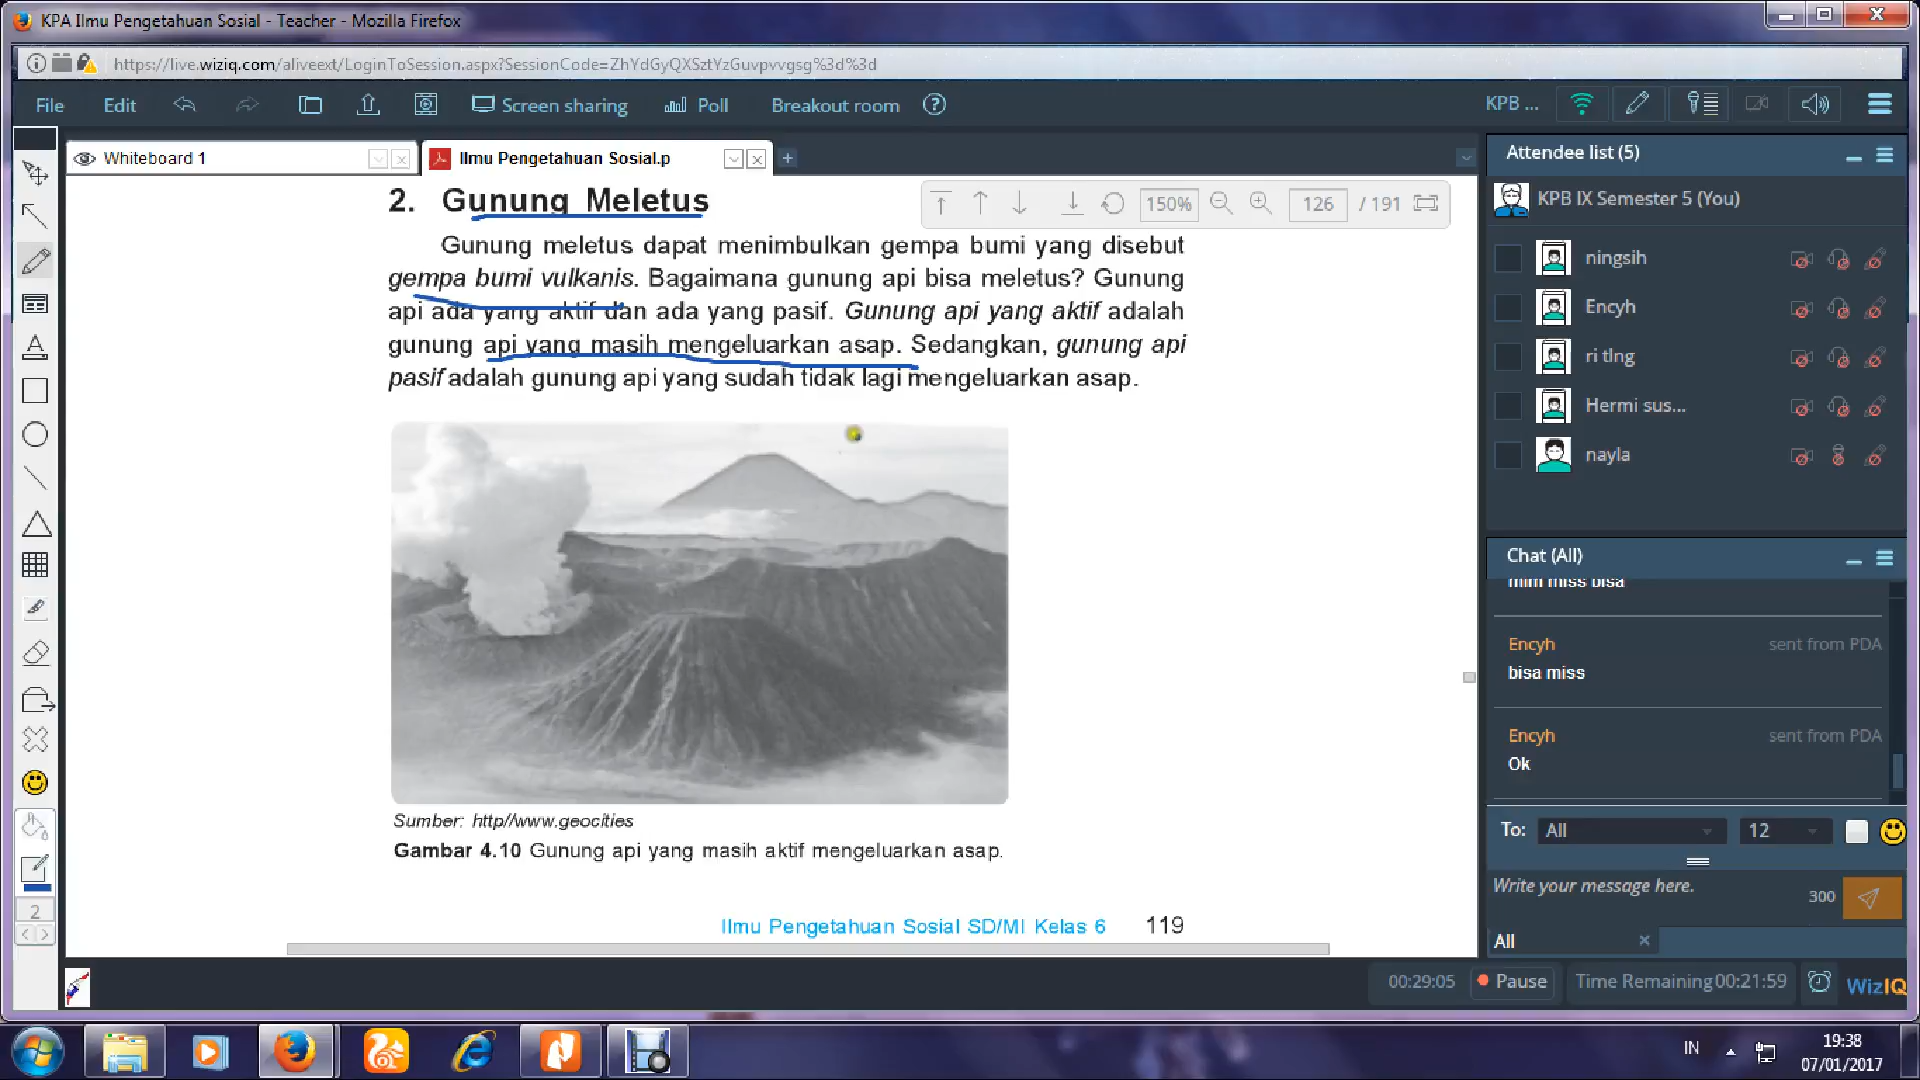 KPA Ilmu Pengetahuan Sosial - Teacher - Mozilla Firefox
https://live.wiziq.com/aliveext/LoginToSession.aspx?SessionCode=ZhYdGyQXSztYzGuvpvvgsg%3d%3d
File Edit Screen sharing Poll Breakout room KPB ...
Whiteboard 1
Ilmu Pengetahuan Sosial.p
150% 126 / 191
2. Gunung Meletus
Gunung meletus dapat menimbulkan gempa bumi yang disebut
gempa bumi vulkanis. Bagaimana gunung api bisa meletus? Gunung
api ada yang aktif dan ada yang pasif. Gunung api yang aktif adalah
gunung api yang masih mengeluarkan asap. Sedangkan, gunung api
pasif adalah gunung api yang sudah tidak lagi mengeluarkan asap.
Sumber: http//www.geocities
Gambar 4.10 Gunung api yang masih aktif mengeluarkan asap.
Ilmu Pengetahuan Sosial SD/MI Kelas 6 119
2
Attendee list (5)
KPB IX Semester 5 (You)
ningsih
Encyh
ri tlng
Hermi sus...
nayla
Chat (All)
mim miss bisa
Encyh sent from PDA
bisa miss
Encyh sent from PDA
Ok
To: All 12
Write your message here. 300
All
00:29:05 Pause Time Remaining 00:21:59 WizIQ
IN 19:38
07/01/2017